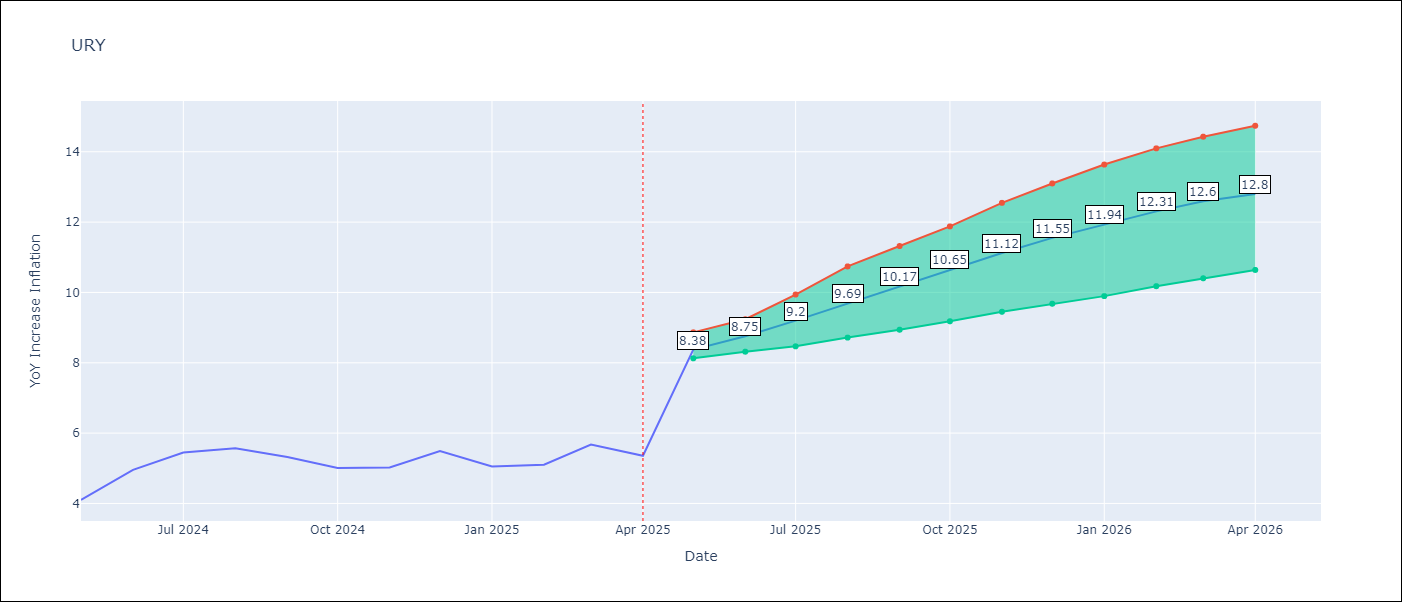 URY
YoY Increase Inflation
14
12
10
8
6
4
8.38
8.75
9.2
9.69
10.17
10.65
11.12
11.55
11.94
12.31
12.6
12.8
Jul 2024
Oct 2024
Jan 2025
Apr 2025
Jul 2025
Oct 2025
Jan 2026
Apr 2026
Date